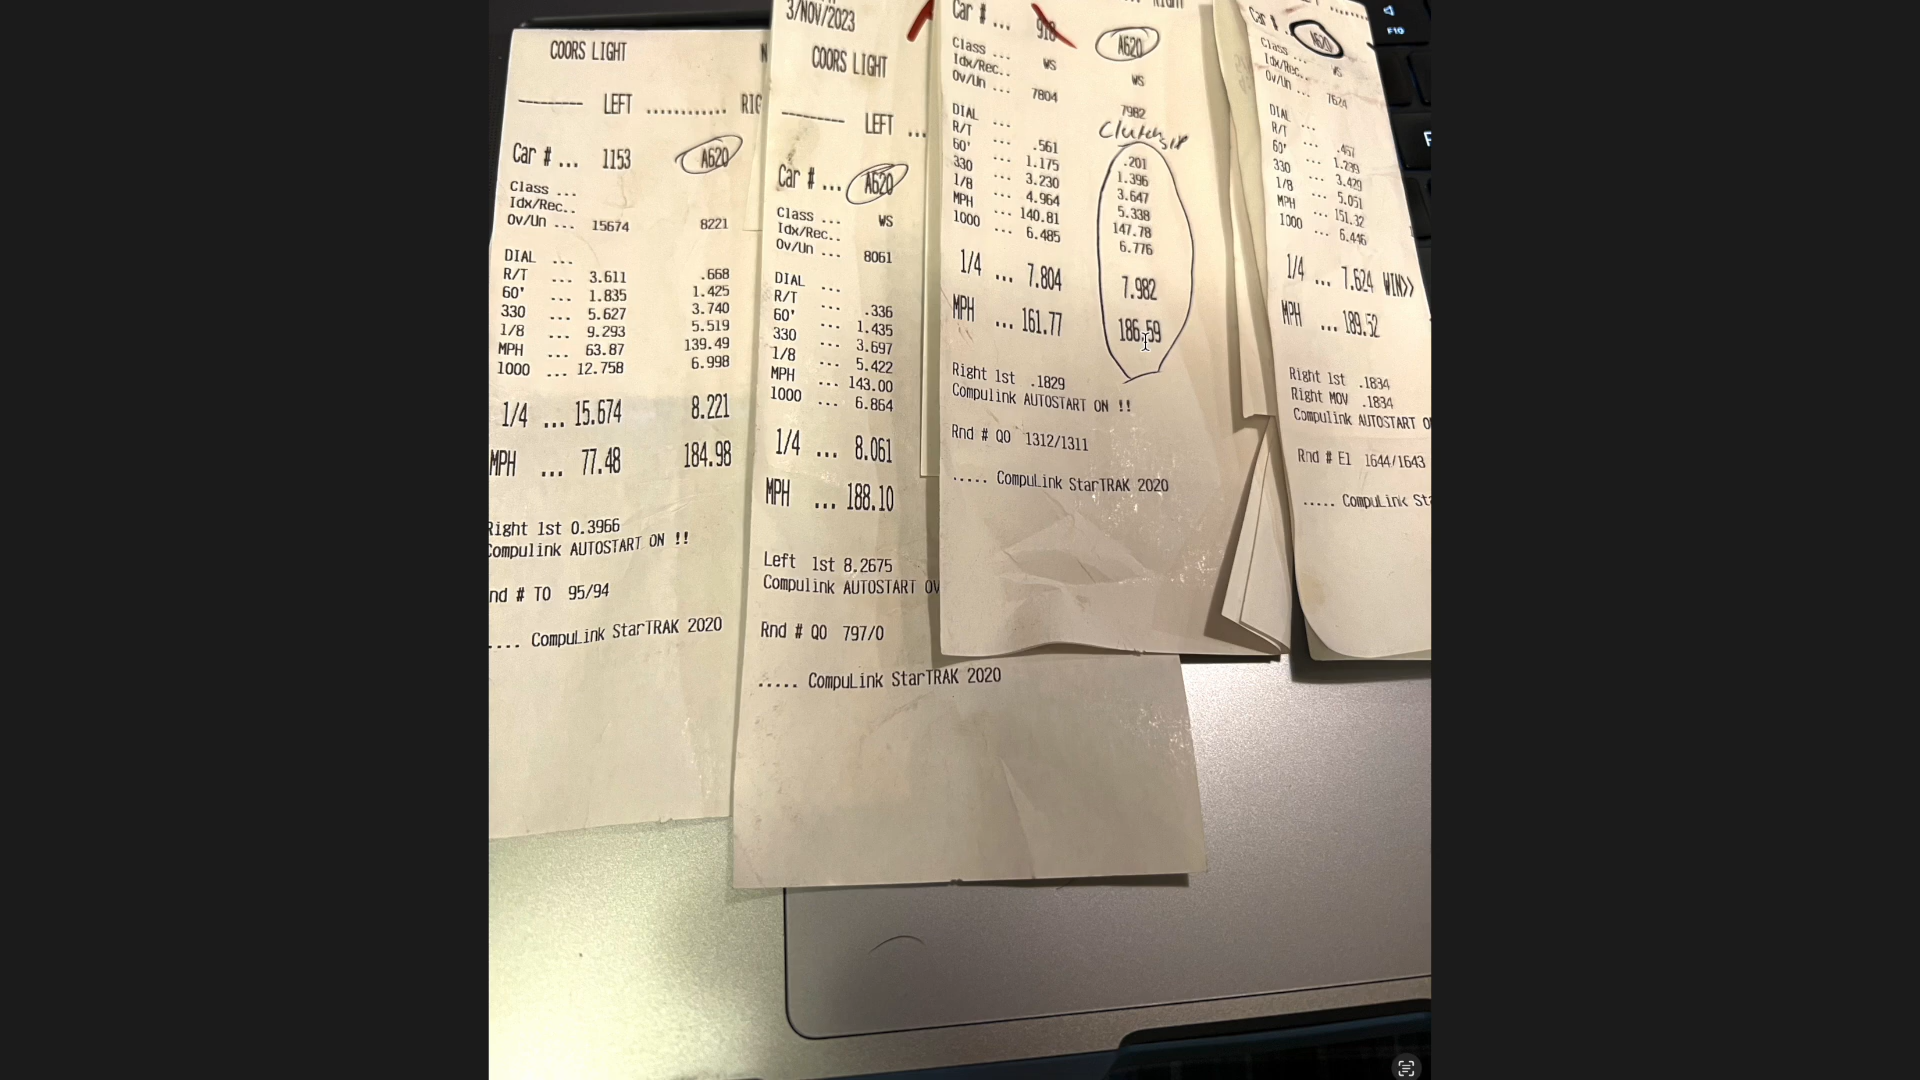 COORS LIGHT
--------- LEFT ............ RIG
Car # ... 1153 A620
Class ...
Idx/Rec..
Ov/Un ... 15674 8221
DIAL ...
R/T ... 3.611 .668
60' ... 1.835 1.425
330 ... 5.627 3.740
1/8 ... 9.293 5.519
MPH ... 63.87 139.49
1000 ... 12.758 6.998
1/4 ... 15.674 8.221
MPH ... 77.48 184.98
Right 1st 0.3966
Compulink AUTOSTART ON !!
nd # TO 95/94
.... CompuLink StarTRAK 2020
3/NOV/2023
COORS LIGHT
--------- LEFT ...
Car # ... A620
Class ... WS
Idx/Rec..
Ov/Un ... 8061
DIAL ...
R/T ... .336
60' ... 1.435
330 ... 3.697
1/8 ... 5.422
MPH ... 143.00
1000 ... 6.864
1/4 ... 8.061
MPH ... 188.10
Left 1st 8.2675
Compulink AUTOSTART OV
Rnd # QO 797/0
..... CompuLink StarTRAK 2020
Car # ... 918 A620
Class ... WS WS
Idx/Rec..
Ov/Un ... 7804 7982
Clutch slip
DIAL ...
R/T ... .561 .201
60' ... 1.175 1.396
330 ... 3.230 3.647
1/8 ... 4.964 5.338
MPH ... 140.81 147.78
1000 ... 6.485 6.776
1/4 ... 7.804 7.982
MPH ... 161.77 186.59
Right 1st .1829
Compulink AUTOSTART ON !!
Rnd # QO 1312/1311
..... CompuLink StarTRAK 2020
Car # ... A620
Class ... WS
Idx/Rec..
Ov/Un ... 7624
DIAL ...
R/T ... .457
60' ... 1.299
330 ... 3.429
1/8 ... 5.051
MPH ... 151.32
1000 ... 6.446
1/4 ... 7.624 WIN>>
MPH ... 189.52
Right 1st .1834
Right MOV .1834
Compulink AUTOSTART O
Rnd # E1 1644/1643
..... CompuLink St
F10